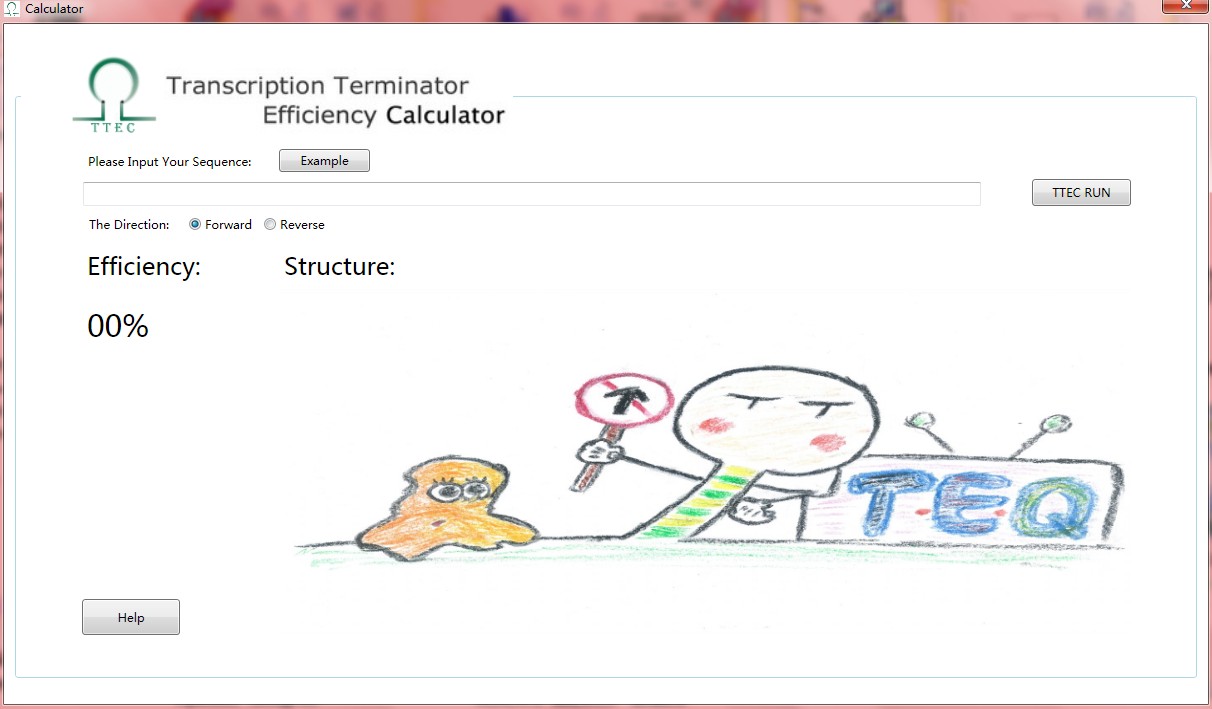 Calculator
Transcription Terminator
Efficiency Calculator
TTEC
Please Input Your Sequence:
Example
TTEC RUN
The Direction:
Forward
Reverse
Efficiency:
Structure:
00%
T.E.Q
Help